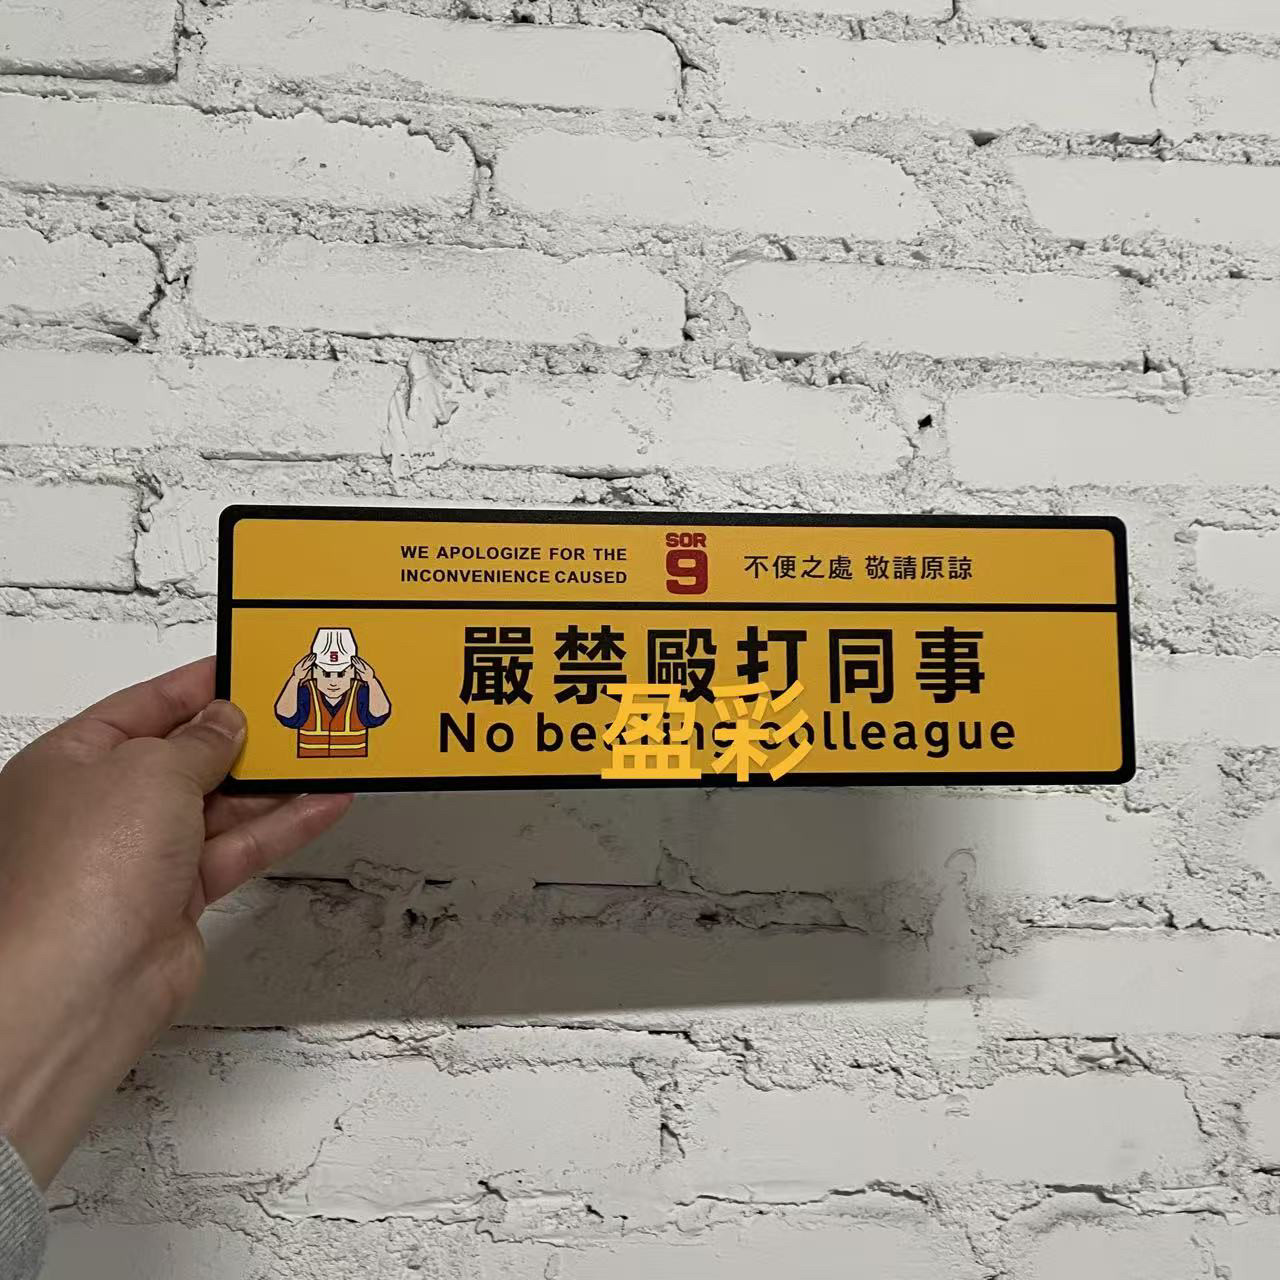 WE APOLOGIZE FOR THE
INCONVENIENCE CAUSED
SOR
9
不便之處 敬請原諒
嚴禁毆打同事
No beating colleague
盈彩